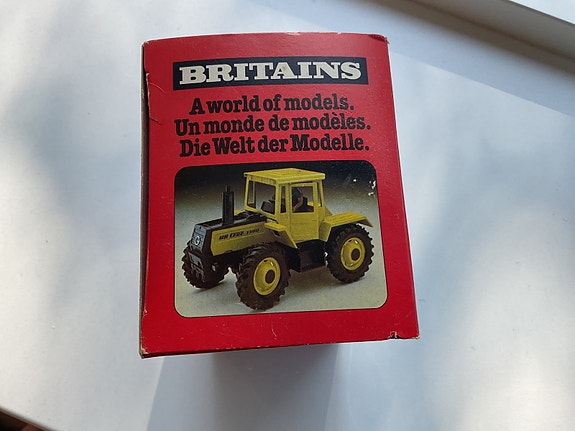 BRITAINS
A world of models.
Un monde de modèles.
Die Welt der Modelle.